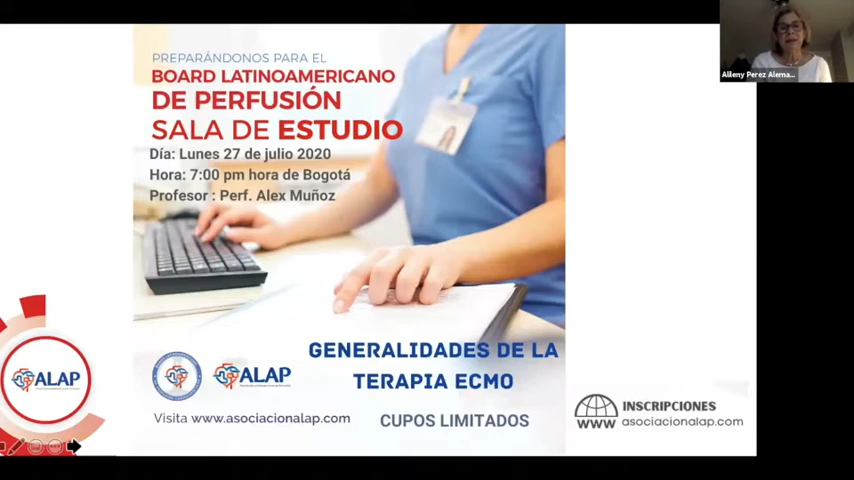 PREPARÁNDONOS PARA EL
BOARD LATINOAMERICANO
DE PERFUSIÓN
SALA DE ESTUDIO
Día: Lunes 27 de julio 2020
Hora: 7:00 pm hora de Bogotá
Profesor : Perf. Alex Muñoz
GENERALIDADES DE LA
TERAPIA ECMO
ALAP
Visita www.asociacionalap.com
CUPOS LIMITADOS
ALAP
WWW
INSCRIPCIONES
asociacionalap.com
Alleny Perez Alema...